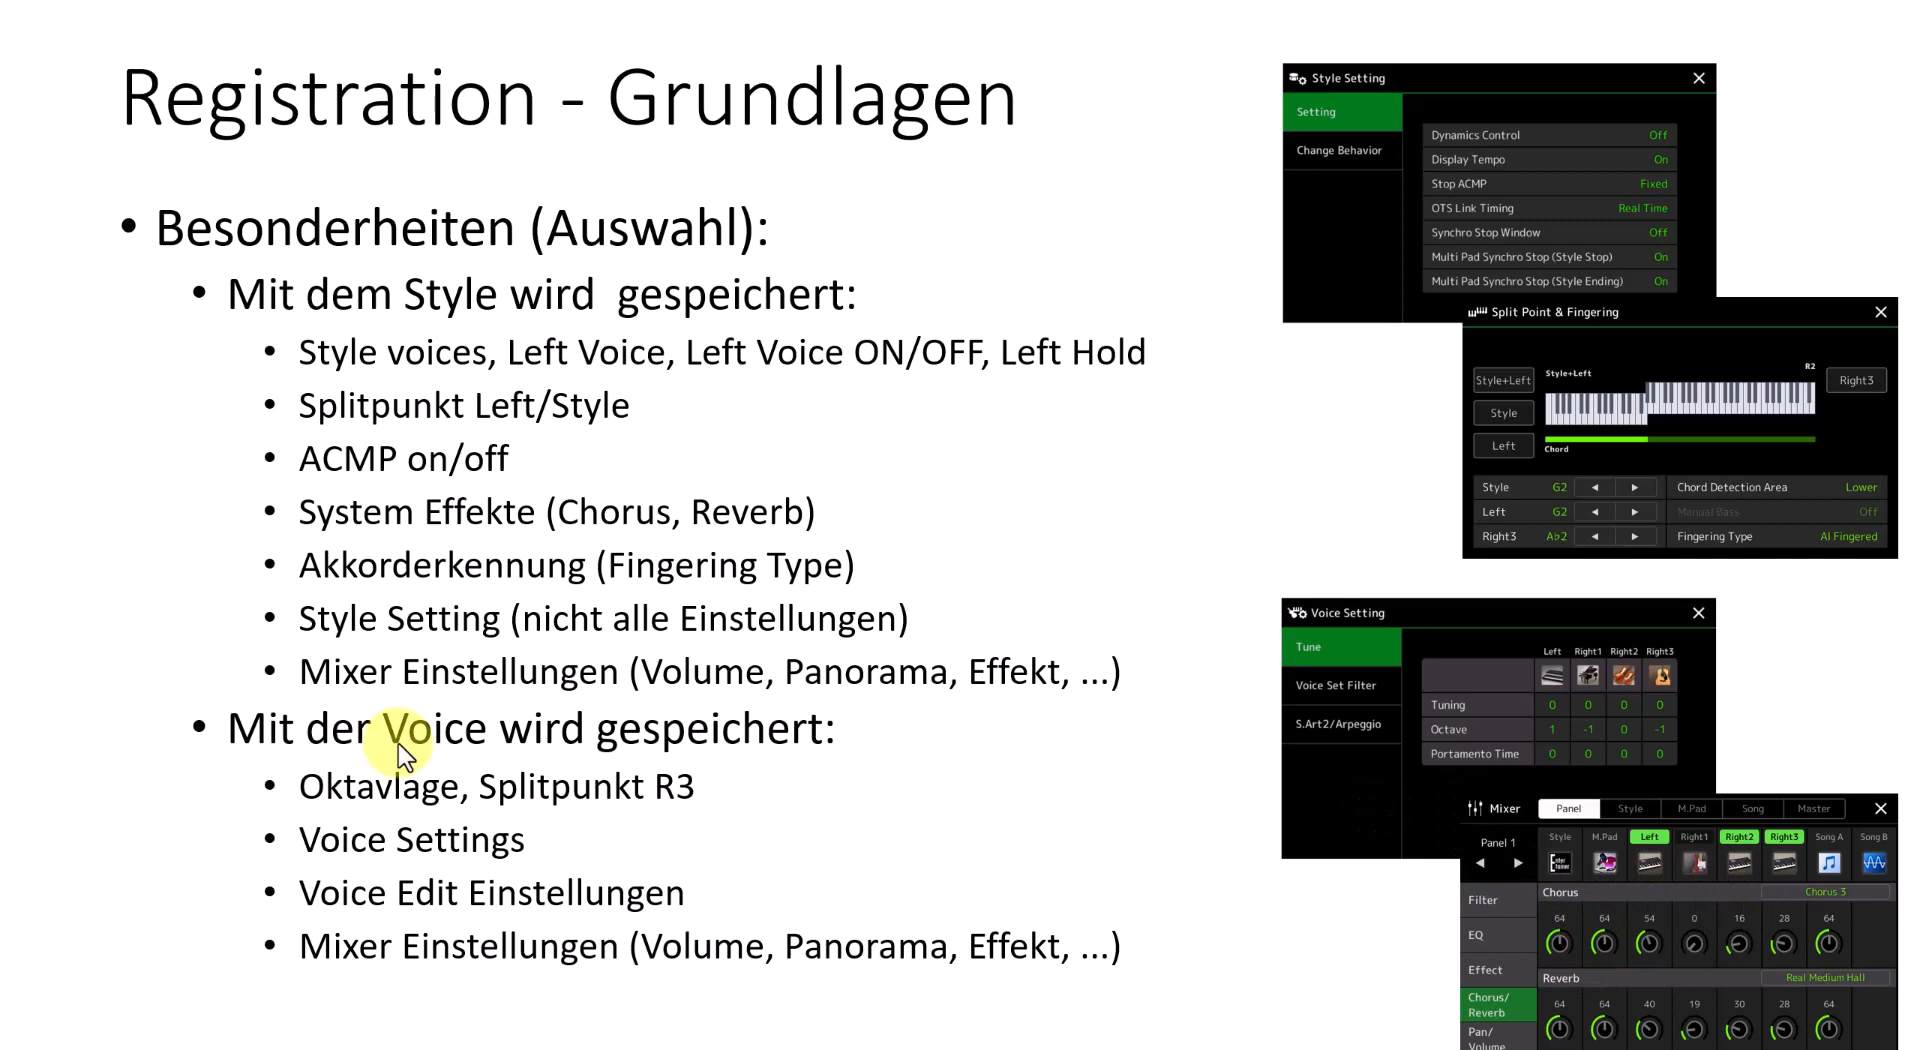 Registration - Grundlagen
• Besonderheiten (Auswahl):
• Mit dem Style wird  gespeichert:
• Style voices, Left Voice, Left Voice ON/OFF, Left Hold
• Splitpunkt Left/Style
• ACMP on/off
• System Effekte (Chorus, Reverb)
• Akkorderkennung (Fingering Type)
• Style Setting (nicht alle Einstellungen)
• Mixer Einstellungen (Volume, Panorama, Effekt, ...)
• Mit der Voice wird gespeichert:
• Oktavlage, Splitpunkt R3
• Voice Settings
• Voice Edit Einstellungen
• Mixer Einstellungen (Volume, Panorama, Effekt, ...)
Style Setting
Setting
Change Behavior
Dynamics Control Off
Display Tempo On
Stop ACMP Fixed
OTS Link Timing Real Time
Synchro Stop Window Off
Multi Pad Synchro Stop (Style Stop) On
Multi Pad Synchro Stop (Style Ending) On
Split Point & Fingering
Style+Left Style+Left R2 Right3
Style
Left
Chord
Style G2 Chord Detection Area Lower
Left G2 Manual Bass Off
Right3 A♭2 Fingering Type AI Fingered
Voice Setting
Tune
Voice Set Filter
S.Art2/Arpeggio
Left Right1 Right2 Right3
Tuning 0 0 0 0
Octave 1 -1 0 -1
Portamento Time 0 0 0 0
Mixer Panel Style M.Pad Song Master
Panel 1
Style M.Pad Left Right1 Right2 Right3 Song A Song B
Filter
EQ
Effect
Chorus/
Reverb
Pan/
Volume
Chorus Chorus 3
64 64 54 0 16 28 64
Reverb Real Medium Hall
64 64 40 19 30 28 64